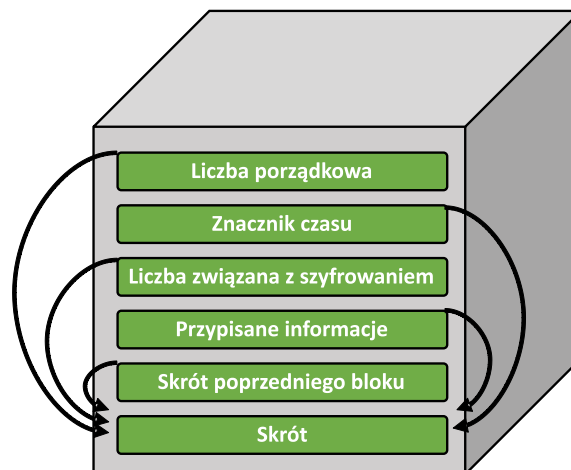 Liczba porządkowa
Znacznik czasu
Liczba związana z szyfrowaniem
Przypisane informacje
Skrót poprzedniego bloku
Skrót